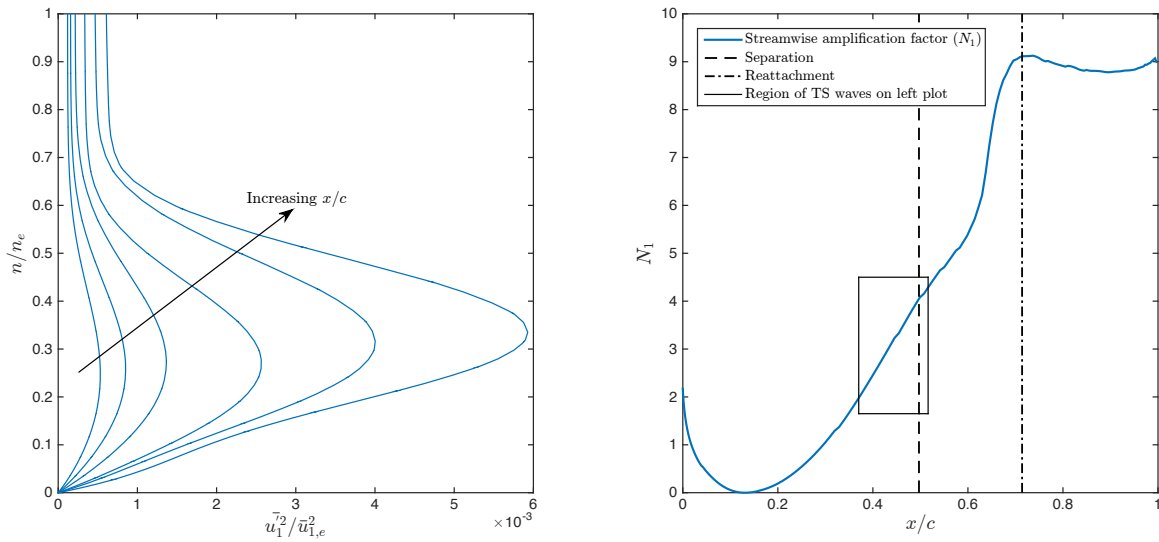 1
0.9
0.8
0.7
0.6
0.5
0.4
0.3
0.2
0.1
0
n/n_e
Increasing x/c
0 1 2 3 4 5 6
×10^{-3}
\bar{u_1'^2}/\bar{u}_{1,e}^2
10
9
8
7
6
5
4
3
2
1
0
N_1
Streamwise amplification factor (N_1)
Separation
Reattachment
Region of TS waves on left plot
0 0.2 0.4 0.6 0.8 1
x/c